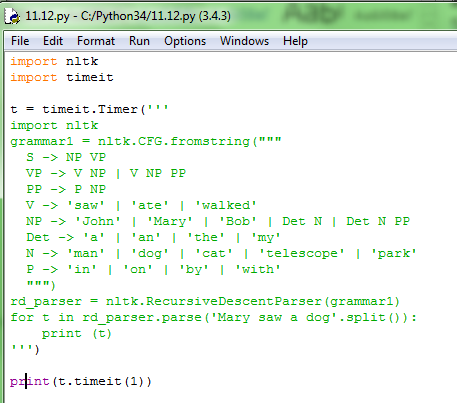 11.12.py - C:/Python34/11.12.py (3.4.3)
File Edit Format Run Options Windows Help
import nltk
import timeit

t = timeit.Timer('''
import nltk
grammar1 = nltk.CFG.fromstring("""
  S -> NP VP
  VP -> V NP | V NP PP
  PP -> P NP
  V -> 'saw' | 'ate' | 'walked'
  NP -> 'John' | 'Mary' | 'Bob' | Det N | Det N PP
  Det -> 'a' | 'an' | 'the' | 'my'
  N -> 'man' | 'dog' | 'cat' | 'telescope' | 'park'
  P -> 'in' | 'on' | 'by' | 'with'
  """)
rd_parser = nltk.RecursiveDescentParser(grammar1)
for t in rd_parser.parse('Mary saw a dog'.split()):
    print (t)
''')

print(t.timeit(1))